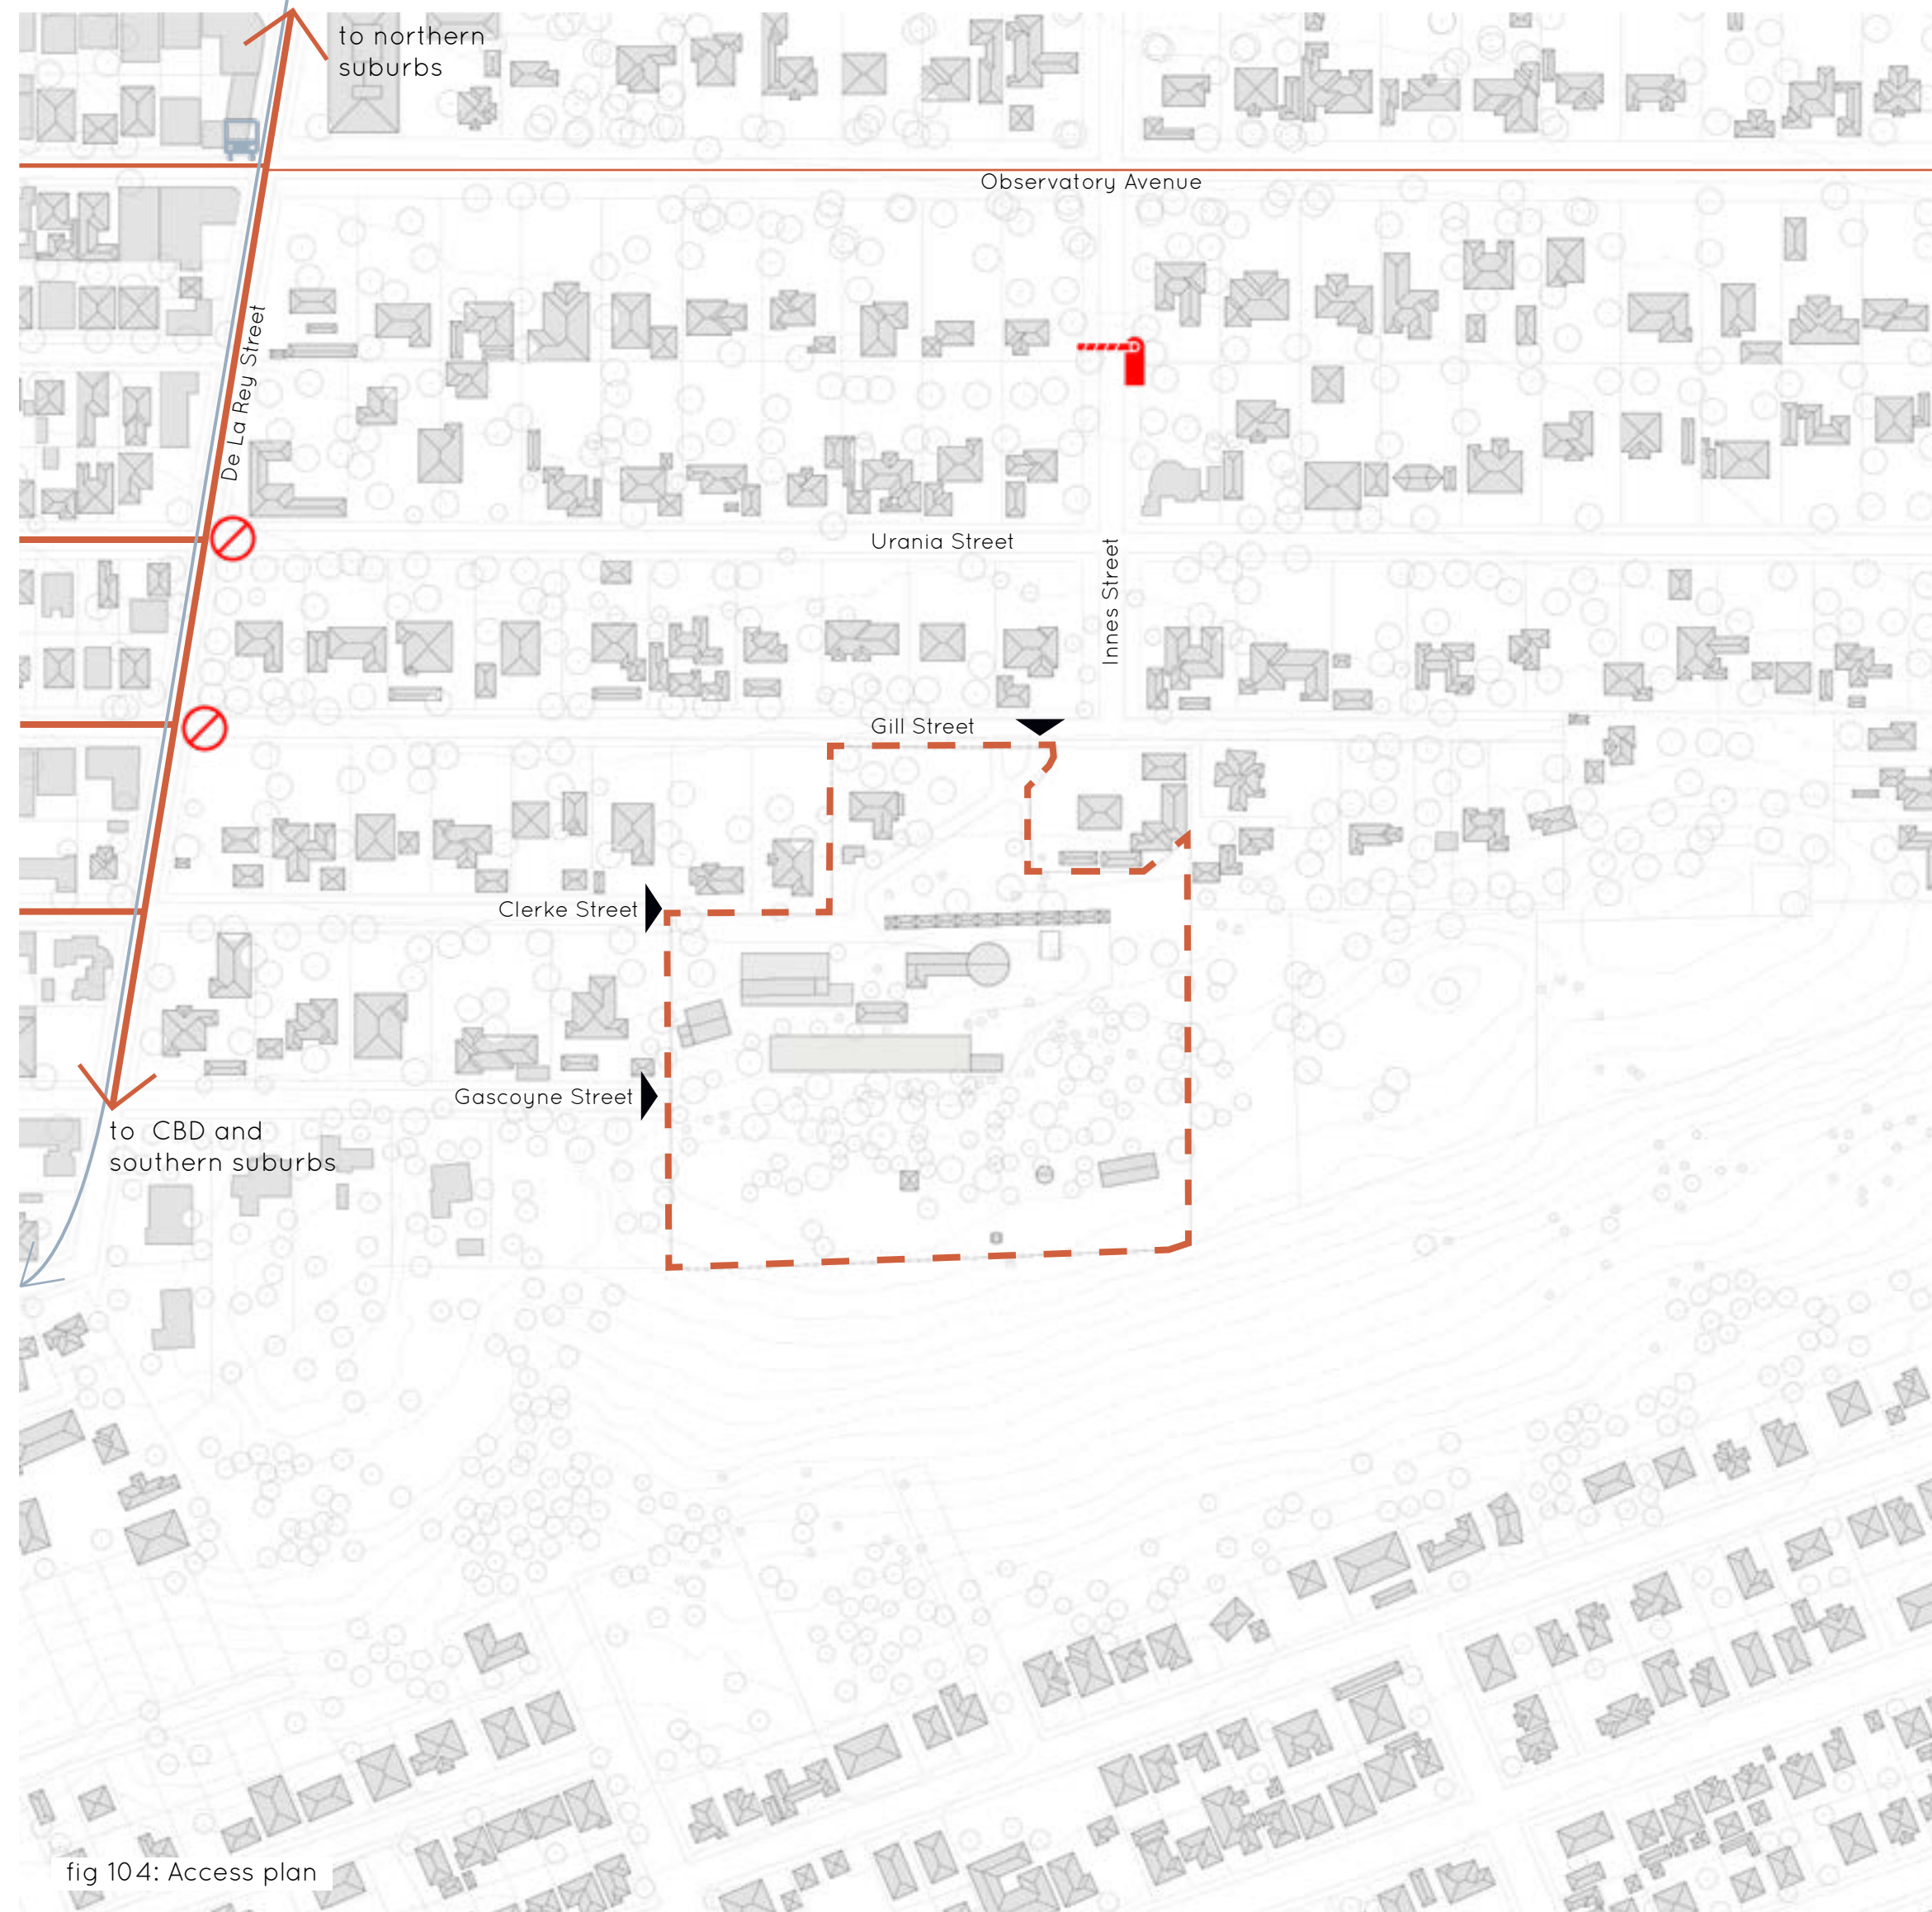 to northern
suburbs
Observatory Avenue
De La Rey Street
Urania Street
Innes Street
Gill Street
Clerke Street
Gascoyne Street
to CBD and
southern suburbs
fig 104: Access plan